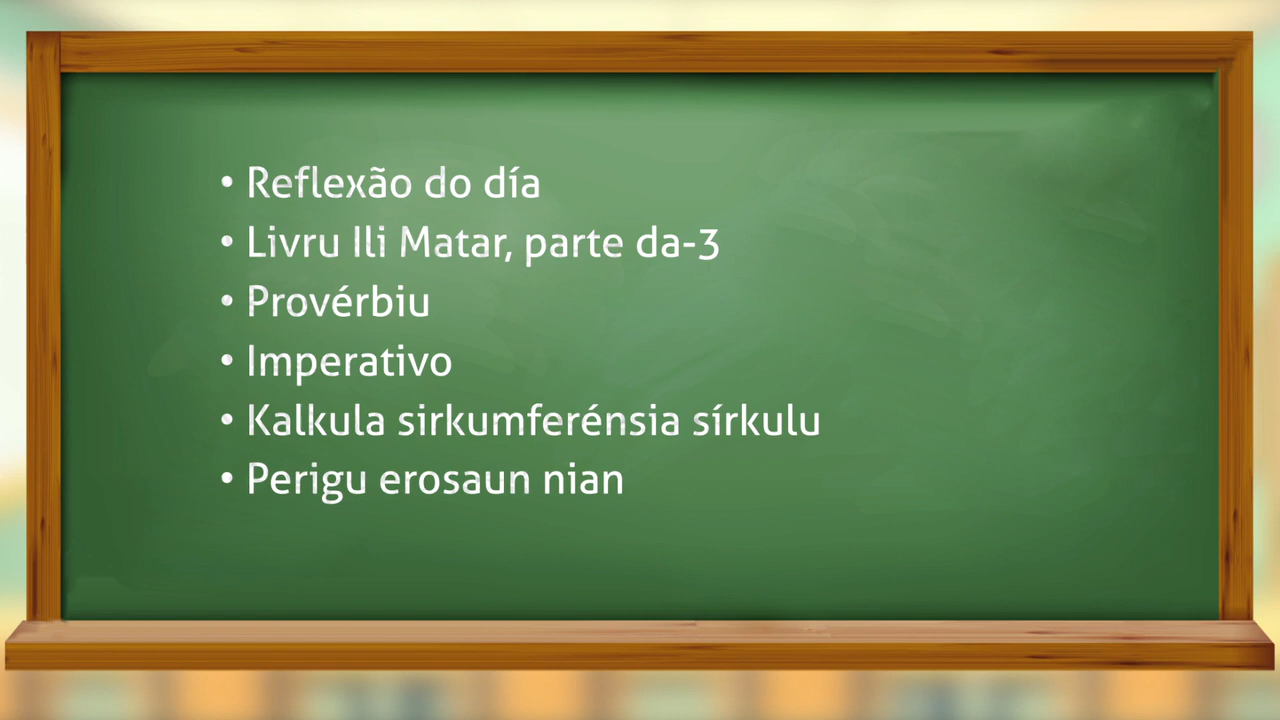 • Reflexão do día
• Livru Ili Matar, parte da-3
• Provérbiu
• Imperativo
• Kalkula sirkumferénsia sírkulu
• Perigu erosaun nian